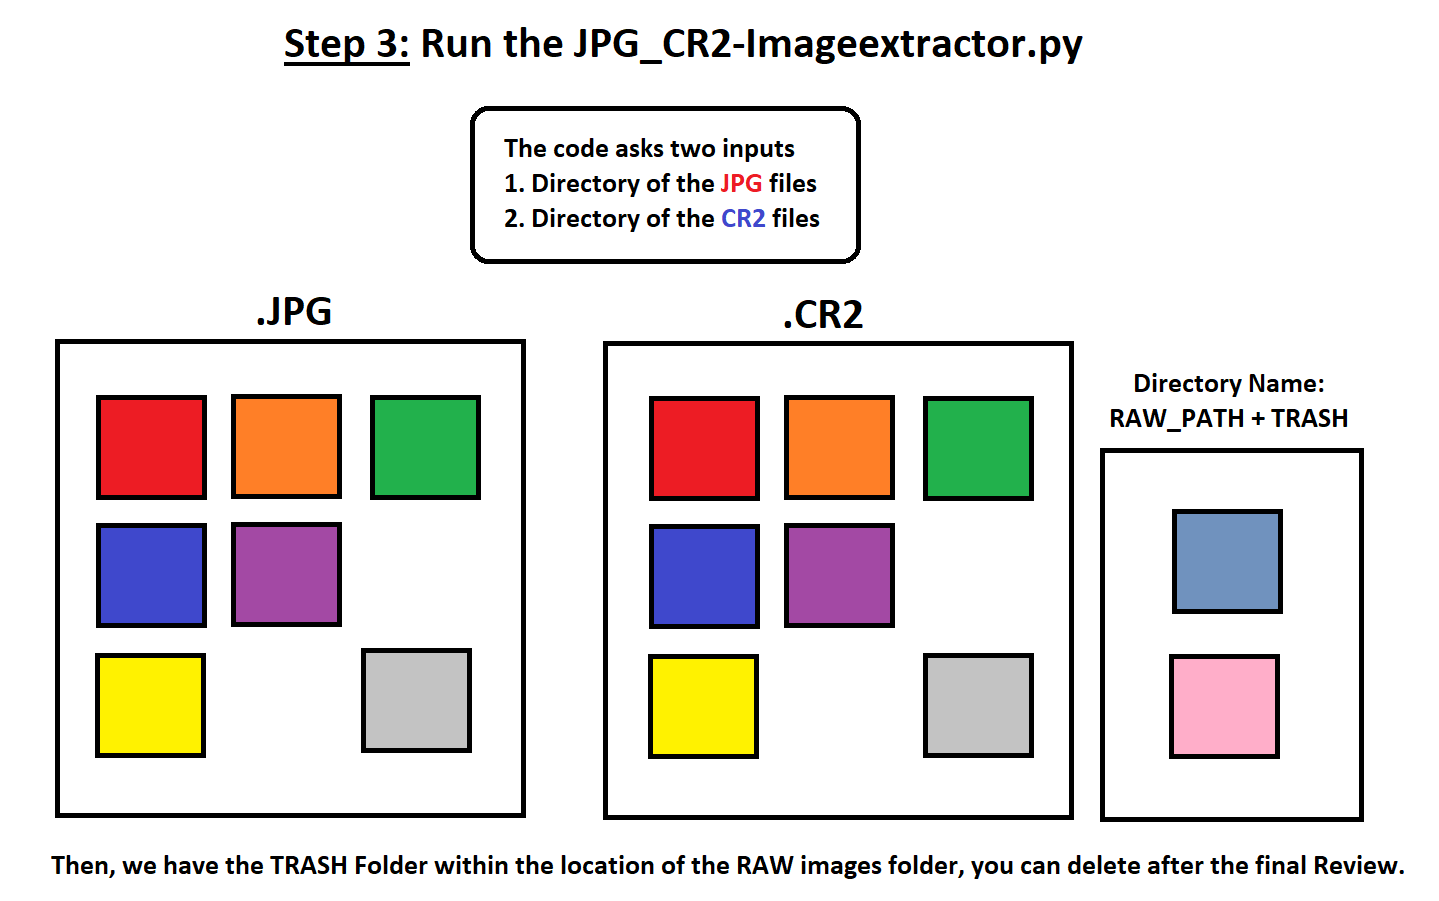 Step 3: Run the JPG_CR2-Imageextractor.py
The code asks two inputs
1. Directory of the JPG files
2. Directory of the CR2 files
.JPG
.CR2
Directory Name:
RAW_PATH + TRASH
Then, we have the TRASH Folder within the location of the RAW images folder, you can delete after the final Review.